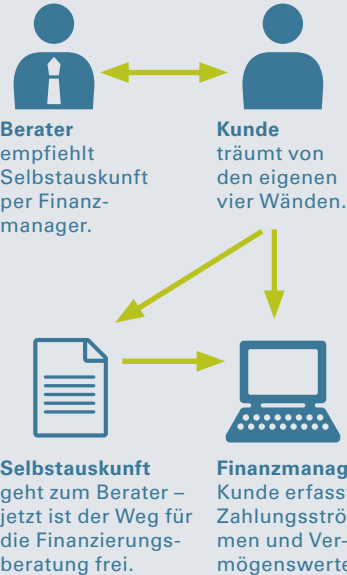 Berater
empfiehlt
Selbstauskunft
per Finanz-
manager.
Kunde
träumt von
den eigenen
vier Wänden.
Selbstauskunft
geht zum Berater –
jetzt ist der Weg für
die Finanzierungs-
beratung frei.
Finanzmanag
Kunde erfass
Zahlungsströ
men und Ver-
mögenswerte